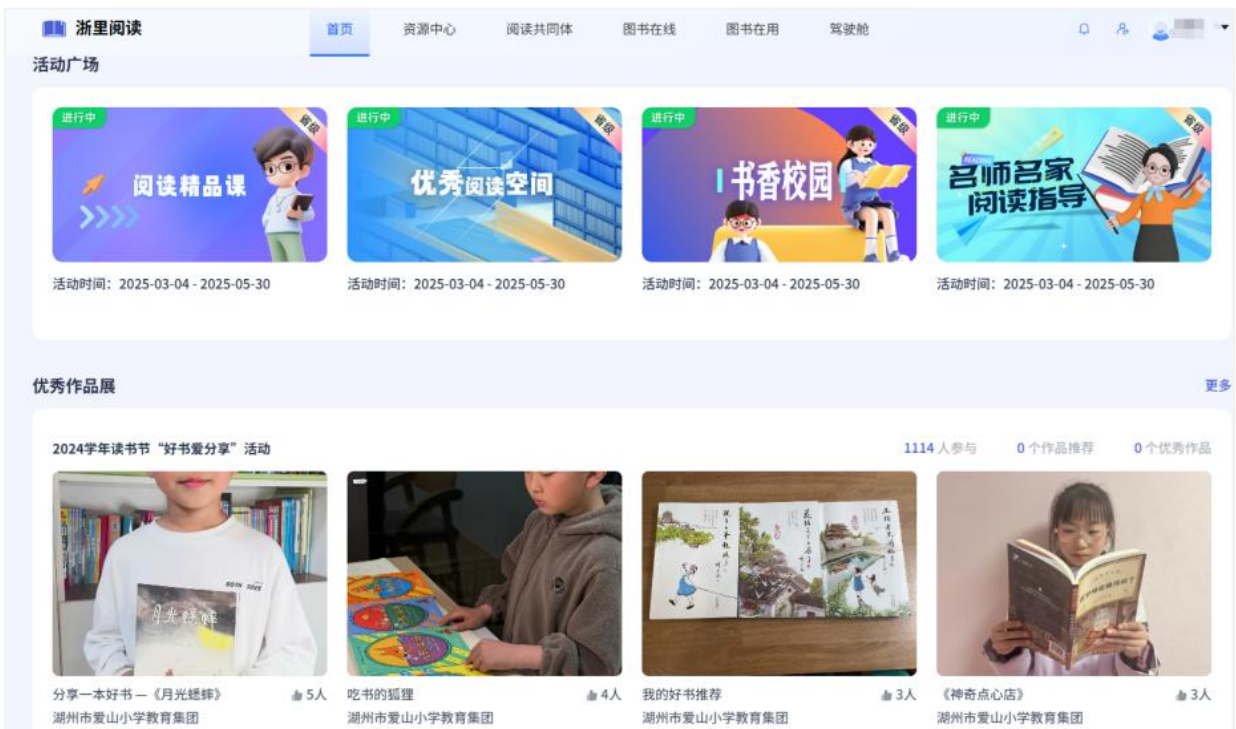 浙里阅读
首页 资源中心 阅读共同体 图书在线 图书在用 驾驶舱
活动广场
进行中 省级 进行中 省级 进行中 省级 进行中 省级
阅读精品课
优秀阅读空间
书香校园
READING
名师名家
阅读指导
活动时间：2025-03-04 - 2025-05-30 活动时间：2025-03-04 - 2025-05-30 活动时间：2025-03-04 - 2025-05-30 活动时间：2025-03-04 - 2025-05-30
优秀作品展 更多
2024学年读书节“好书爱分享”活动 1114 人参与 0 个作品推荐 0 个优秀作品
月光蟋蟀
分享一本好书 —《月光蟋蟀》 5人 吃书的狐狸 4人 我的好书推荐 3人 《神奇点心店》 3人
湖州市爱山小学教育集团 湖州市爱山小学教育集团 湖州市爱山小学教育集团 湖州市爱山小学教育集团